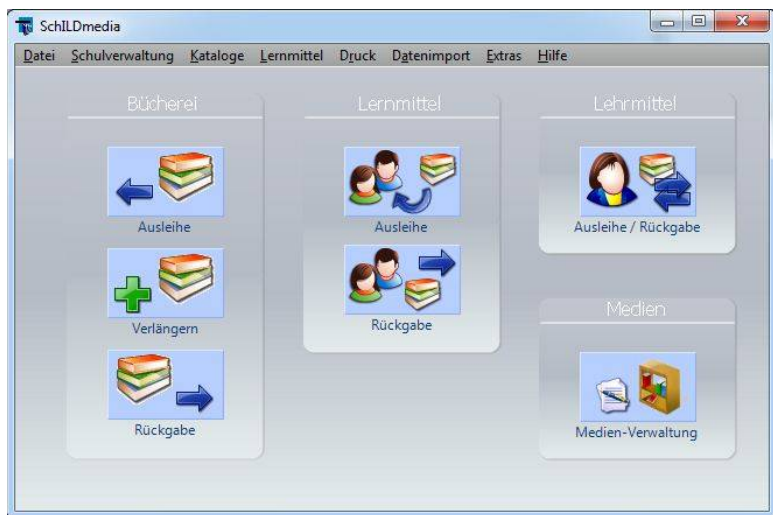 SchILDmedia
Datei Schulverwaltung Kataloge Lernmittel Druck Datenimport Extras Hilfe
Bücherei
Ausleihe
Verlängern
Rückgabe
Lernmittel
Ausleihe
Rückgabe
Lehrmittel
Ausleihe / Rückgabe
Medien
Medien-Verwaltung